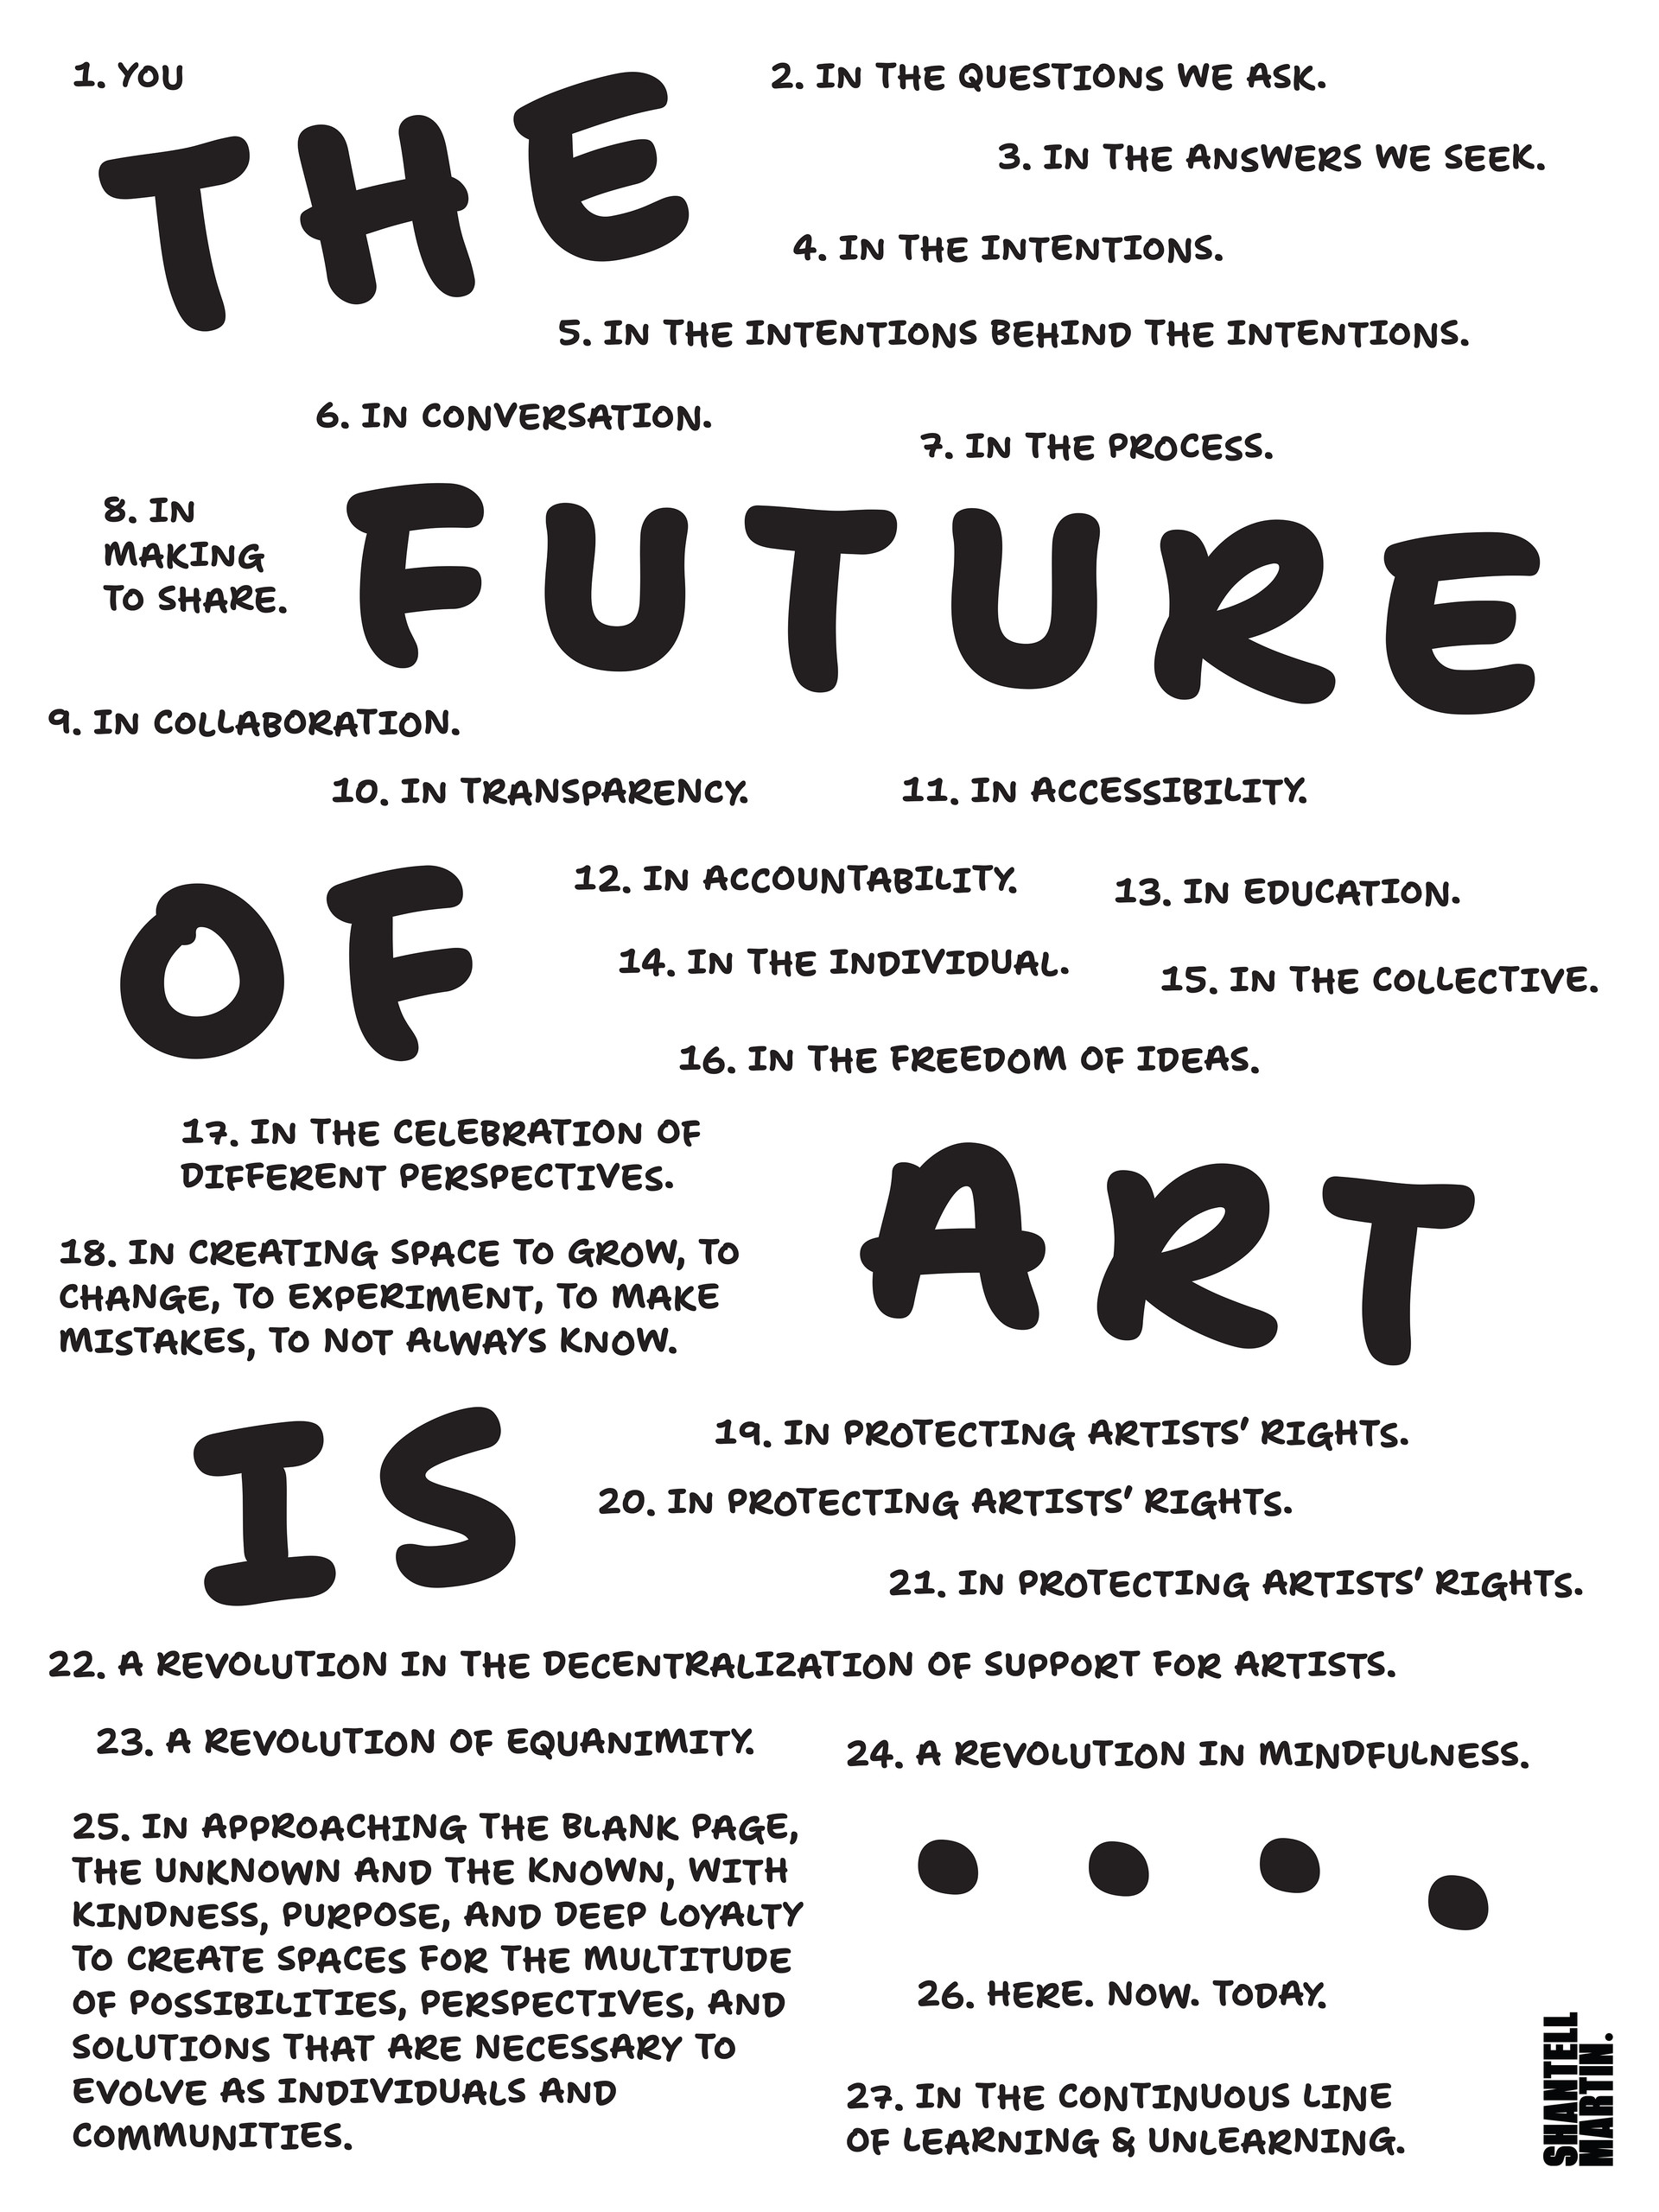 1. YOU
THE
2. IN THE QUESTIONS WE ASK.
3. IN THE ANSWERS WE SEEK.
4. IN THE INTENTIONS.
5. IN THE INTENTIONS BEHIND THE INTENTIONS.
6. IN CONVERSATION.
7. IN THE PROCESS.
8. IN
MAKING
TO SHARE.
FUTURE
9. IN COLLABORATION.
10. IN TRANSPARENCY.
11. IN ACCESSIBILITY.
OF
12. IN ACCOUNTABILITY.
13. IN EDUCATION.
14. IN THE INDIVIDUAL.
15. IN THE COLLECTIVE.
16. IN THE FREEDOM OF IDEAS.
17. IN THE CELEBRATION OF
DIFFERENT PERSPECTIVES.
ART
18. IN CREATING SPACE TO GROW, TO
CHANGE, TO EXPERIMENT, TO MAKE
MISTAKES, TO NOT ALWAYS KNOW.
IS
19. IN PROTECTING ARTISTS' RIGHTS.
20. IN PROTECTING ARTISTS' RIGHTS.
21. IN PROTECTING ARTISTS' RIGHTS.
22. A REVOLUTION IN THE DECENTRALIZATION OF SUPPORT FOR ARTISTS.
23. A REVOLUTION OF EQUANIMITY.
24. A REVOLUTION IN MINDFULNESS.
25. IN APPROACHING THE BLANK PAGE,
THE UNKNOWN AND THE KNOWN, WITH
KINDNESS, PURPOSE, AND DEEP LOYALTY
TO CREATE SPACES FOR THE MULTITUDE
OF POSSIBILITIES, PERSPECTIVES, AND
SOLUTIONS THAT ARE NECESSARY TO
EVOLVE AS INDIVIDUALS AND
COMMUNITIES.
. . . .
26. HERE. NOW. TODAY.
27. IN THE CONTINUOUS LINE
OF LEARNING & UNLEARNING.
SHANTELL
MARTIN.